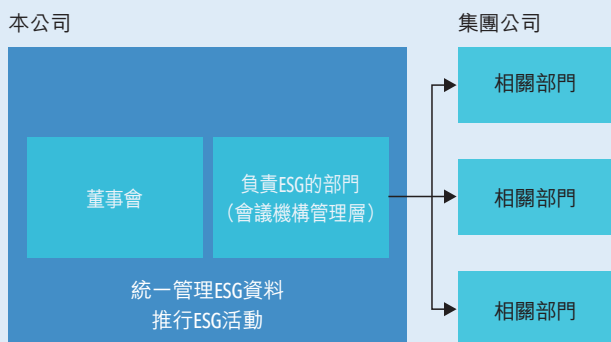 本公司
集團公司
董事會
負責ESG的部門
（會議機構管理層）
統一管理ESG資料
推行ESG活動
相關部門
相關部門
相關部門